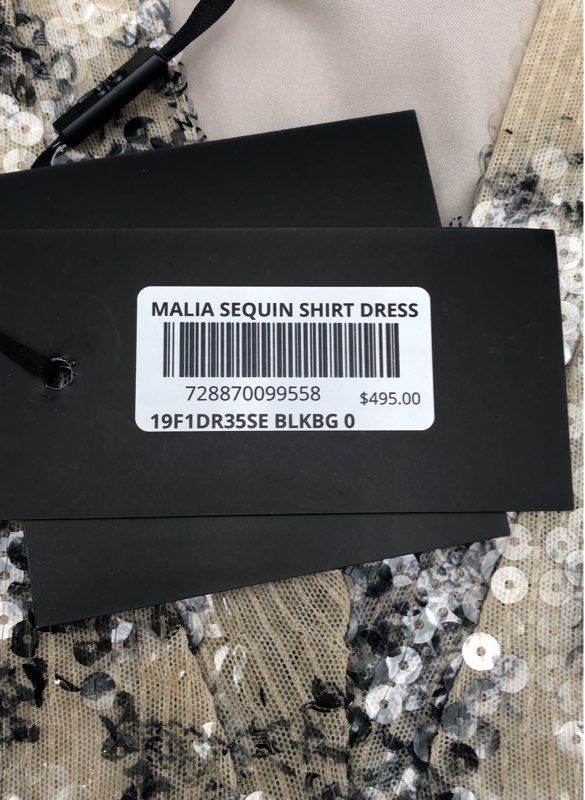 MALIA SEQUIN SHIRT DRESS
728870099558 $495.00
19F1DR35SE BLKBG 0